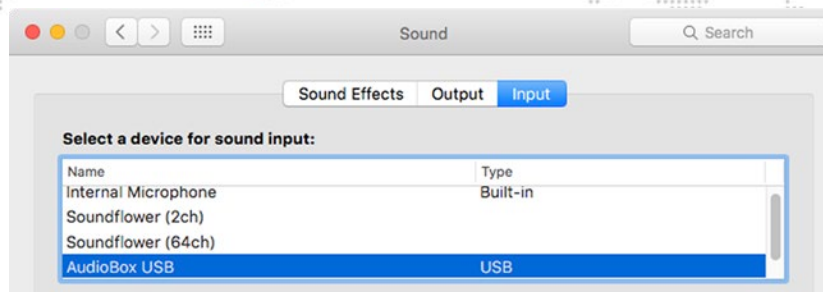 Sound
Search
Sound Effects Output Input
Select a device for sound input:
Name Type
Internal Microphone Built-in
Soundflower (2ch)
Soundflower (64ch)
AudioBox USB USB